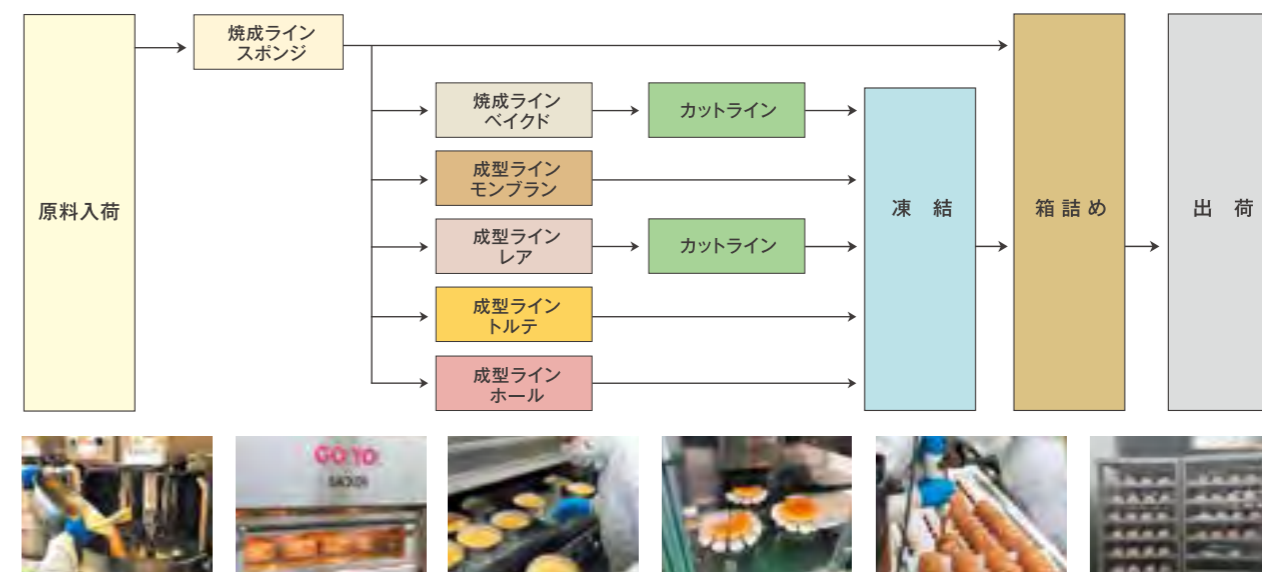 原料入荷
焼成ライン
スポンジ
焼成ライン
ベイクド
カットライン
成型ライン
モンブラン
成型ライン
レア
カットライン
成型ライン
トルテ
成型ライン
ホール
凍 結
箱 詰 め
出 荷